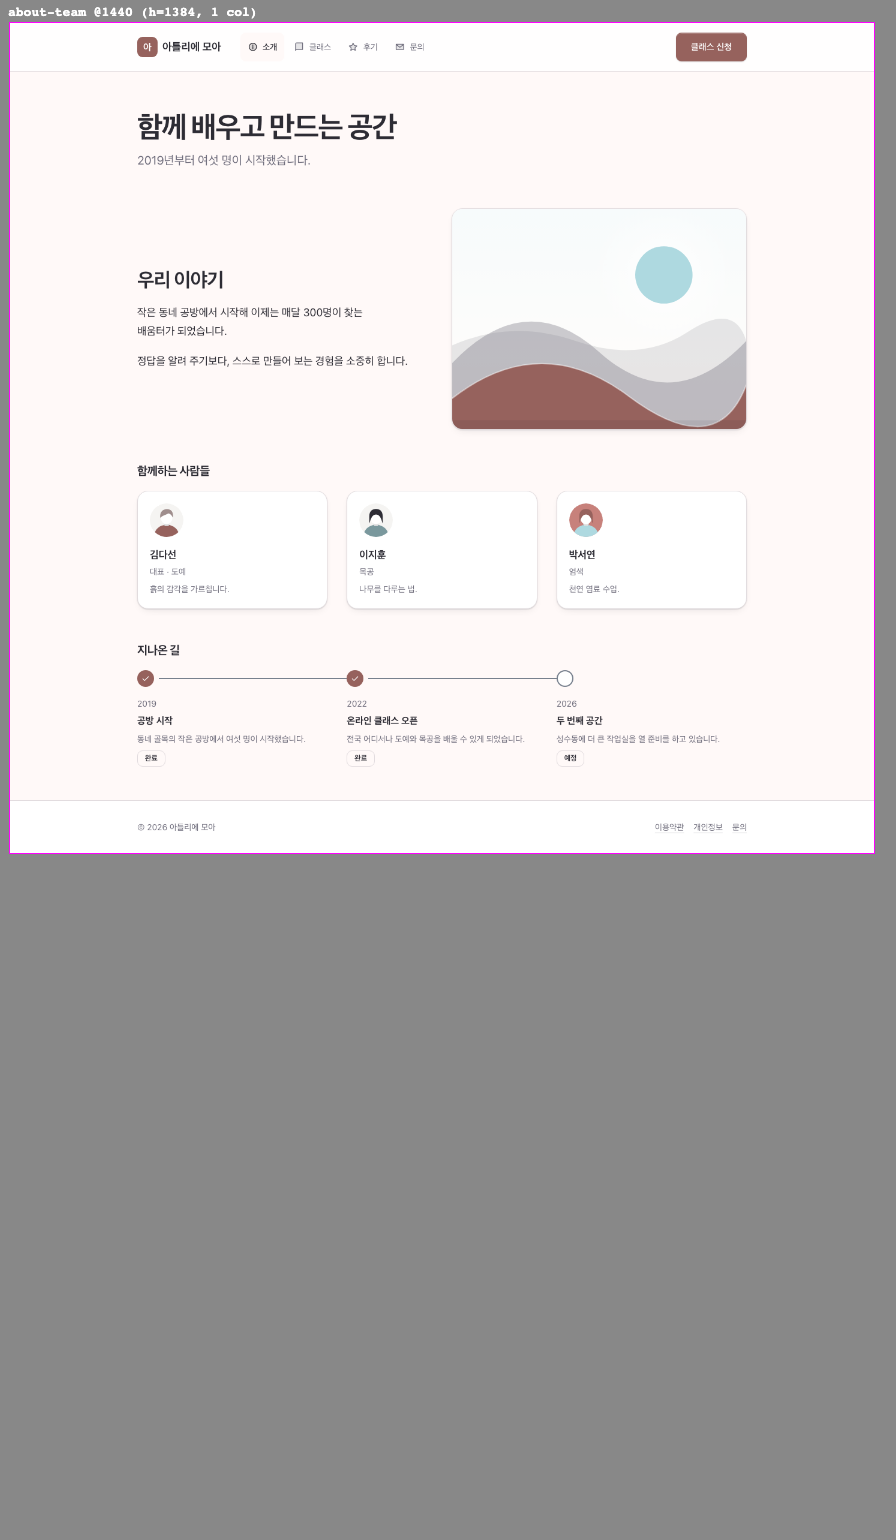 about-team @1440 (h=1384, 1 col)
아틀리에 모아
소개
클래스
후기
문의
클래스 신청
함께 배우고 만드는 공간
2019년부터 여섯 명이 시작했습니다.
우리 이야기
작은 동네 공방에서 시작해 이제는 매달 300명이 찾는
배움터가 되었습니다.
정답을 알려 주기보다, 스스로 만들어 보는 경험을 소중히 합니다.
함께하는 사람들
김다선
대표 · 도예
흙의 감각을 가르칩니다.
이지훈
목공
나무를 다루는 법.
박서연
염색
천연 염료 수업.
지나온 길
2019
공방 시작
동네 골목의 작은 공방에서 여섯 명이 시작했습니다.
완료
2022
온라인 클래스 오픈
전국 어디서나 도예와 목공을 배울 수 있게 되었습니다.
완료
2026
두 번째 공간
성수동에 더 큰 작업실을 열 준비를 하고 있습니다.
예정
© 2026 아틀리에 모아
이용약관
개인정보
문의